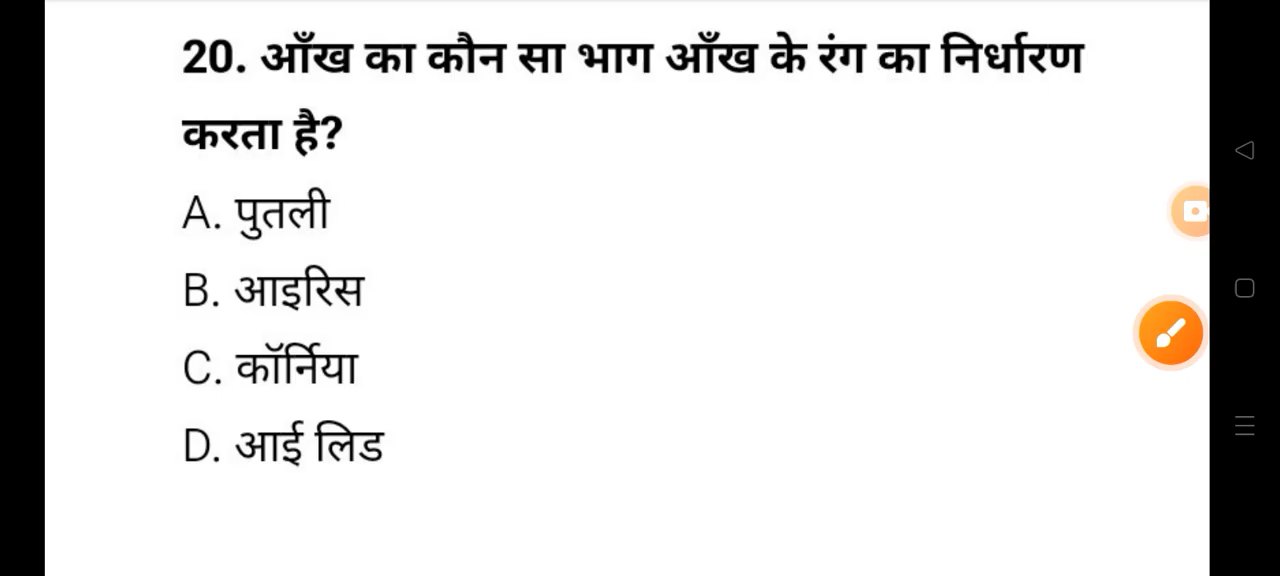 20. आँख का कौन सा भाग आँख के रंग का निर्धारण
करता है?
A. पुतली
B. आइरिस
C. कॉर्निया
D. आई लिड